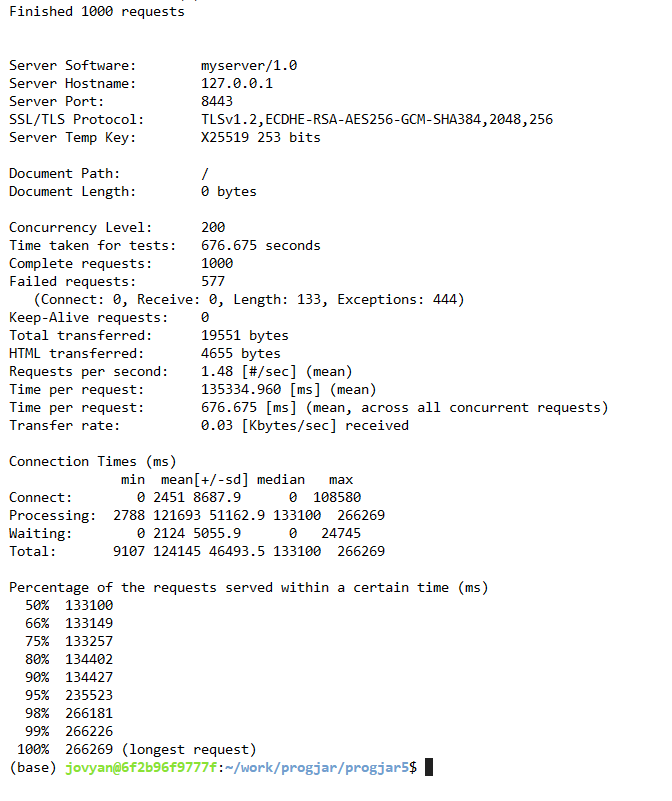 Finished 1000 requests
Server Software:        myserver/1.0
Server Hostname:        127.0.0.1
Server Port:            8443
SSL/TLS Protocol:       TLSv1.2,ECDHE-RSA-AES256-GCM-SHA384,2048,256
Server Temp Key:        X25519 253 bits
Document Path:          /
Document Length:        0 bytes
Concurrency Level:      200
Time taken for tests:   676.675 seconds
Complete requests:      1000
Failed requests:        577
   (Connect: 0, Receive: 0, Length: 133, Exceptions: 444)
Keep-Alive requests:    0
Total transferred:      19551 bytes
HTML transferred:       4655 bytes
Requests per second:    1.48 [#/sec] (mean)
Time per request:       135334.960 [ms] (mean)
Time per request:       676.675 [ms] (mean, across all concurrent requests)
Transfer rate:          0.03 [Kbytes/sec] received
Connection Times (ms)
              min  mean[+/-sd] median   max
Connect:        0 2451 8687.9      0  108580
Processing:  2788 121693 51162.9 133100  266269
Waiting:        0 2124 5055.9      0   24745
Total:       9107 124145 46493.5 133100  266269
Percentage of the requests served within a certain time (ms)
  50%  133100
  66%  133149
  75%  133257
  80%  134402
  90%  134427
  95%  235523
  98%  266181
  99%  266226
 100%  266269 (longest request)
(base) jovyan@6f2b96f9777f:~/work/progjar/progjar5$